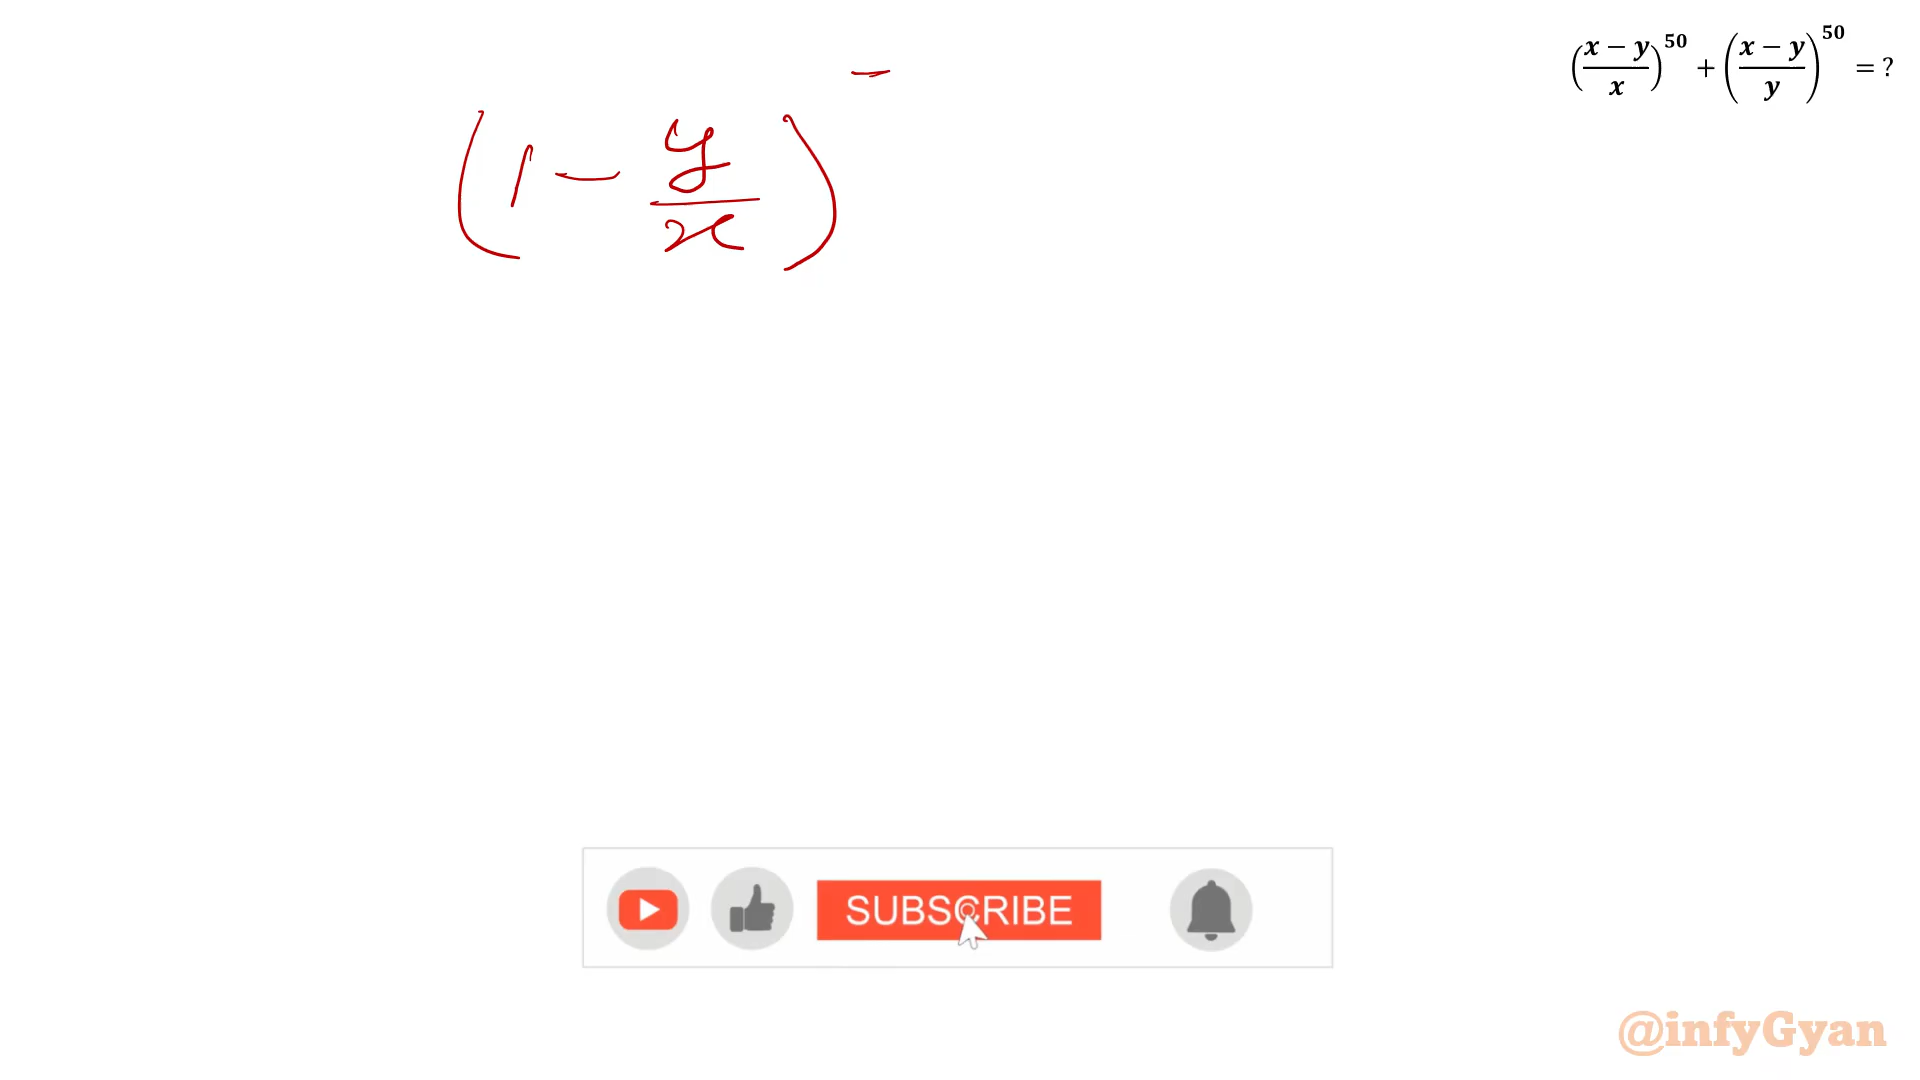 (x − y / x)^50 + (x − y / y)^50 = ?
(1 − y / x)
SUBSCRIBE
@infyGyan